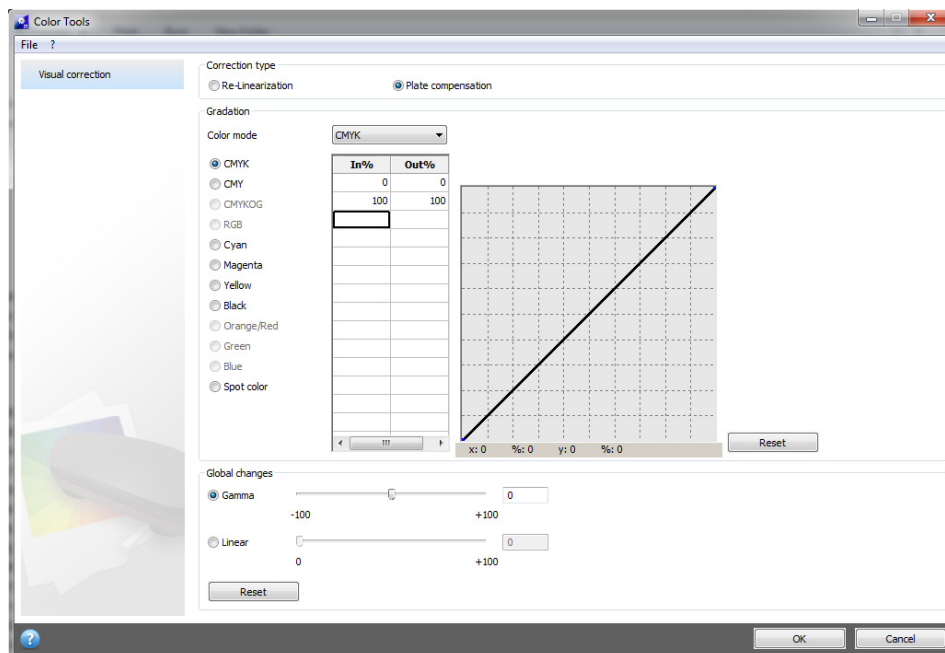 Color Tools
File ?
Visual correction
Correction type
Re-Linearization Plate compensation
Gradation
Color mode CMYK
In% Out%
CMYK
CMY
CMYKOG
RGB
Cyan
Magenta
Yellow
Black
Orange/Red
Green
Blue
Spot color
0 0
100 100
x: 0 %: 0 y: 0 %: 0
Reset
Global changes
Gamma 0
-100 +100
Linear 0
0 +100
Reset
? OK Cancel